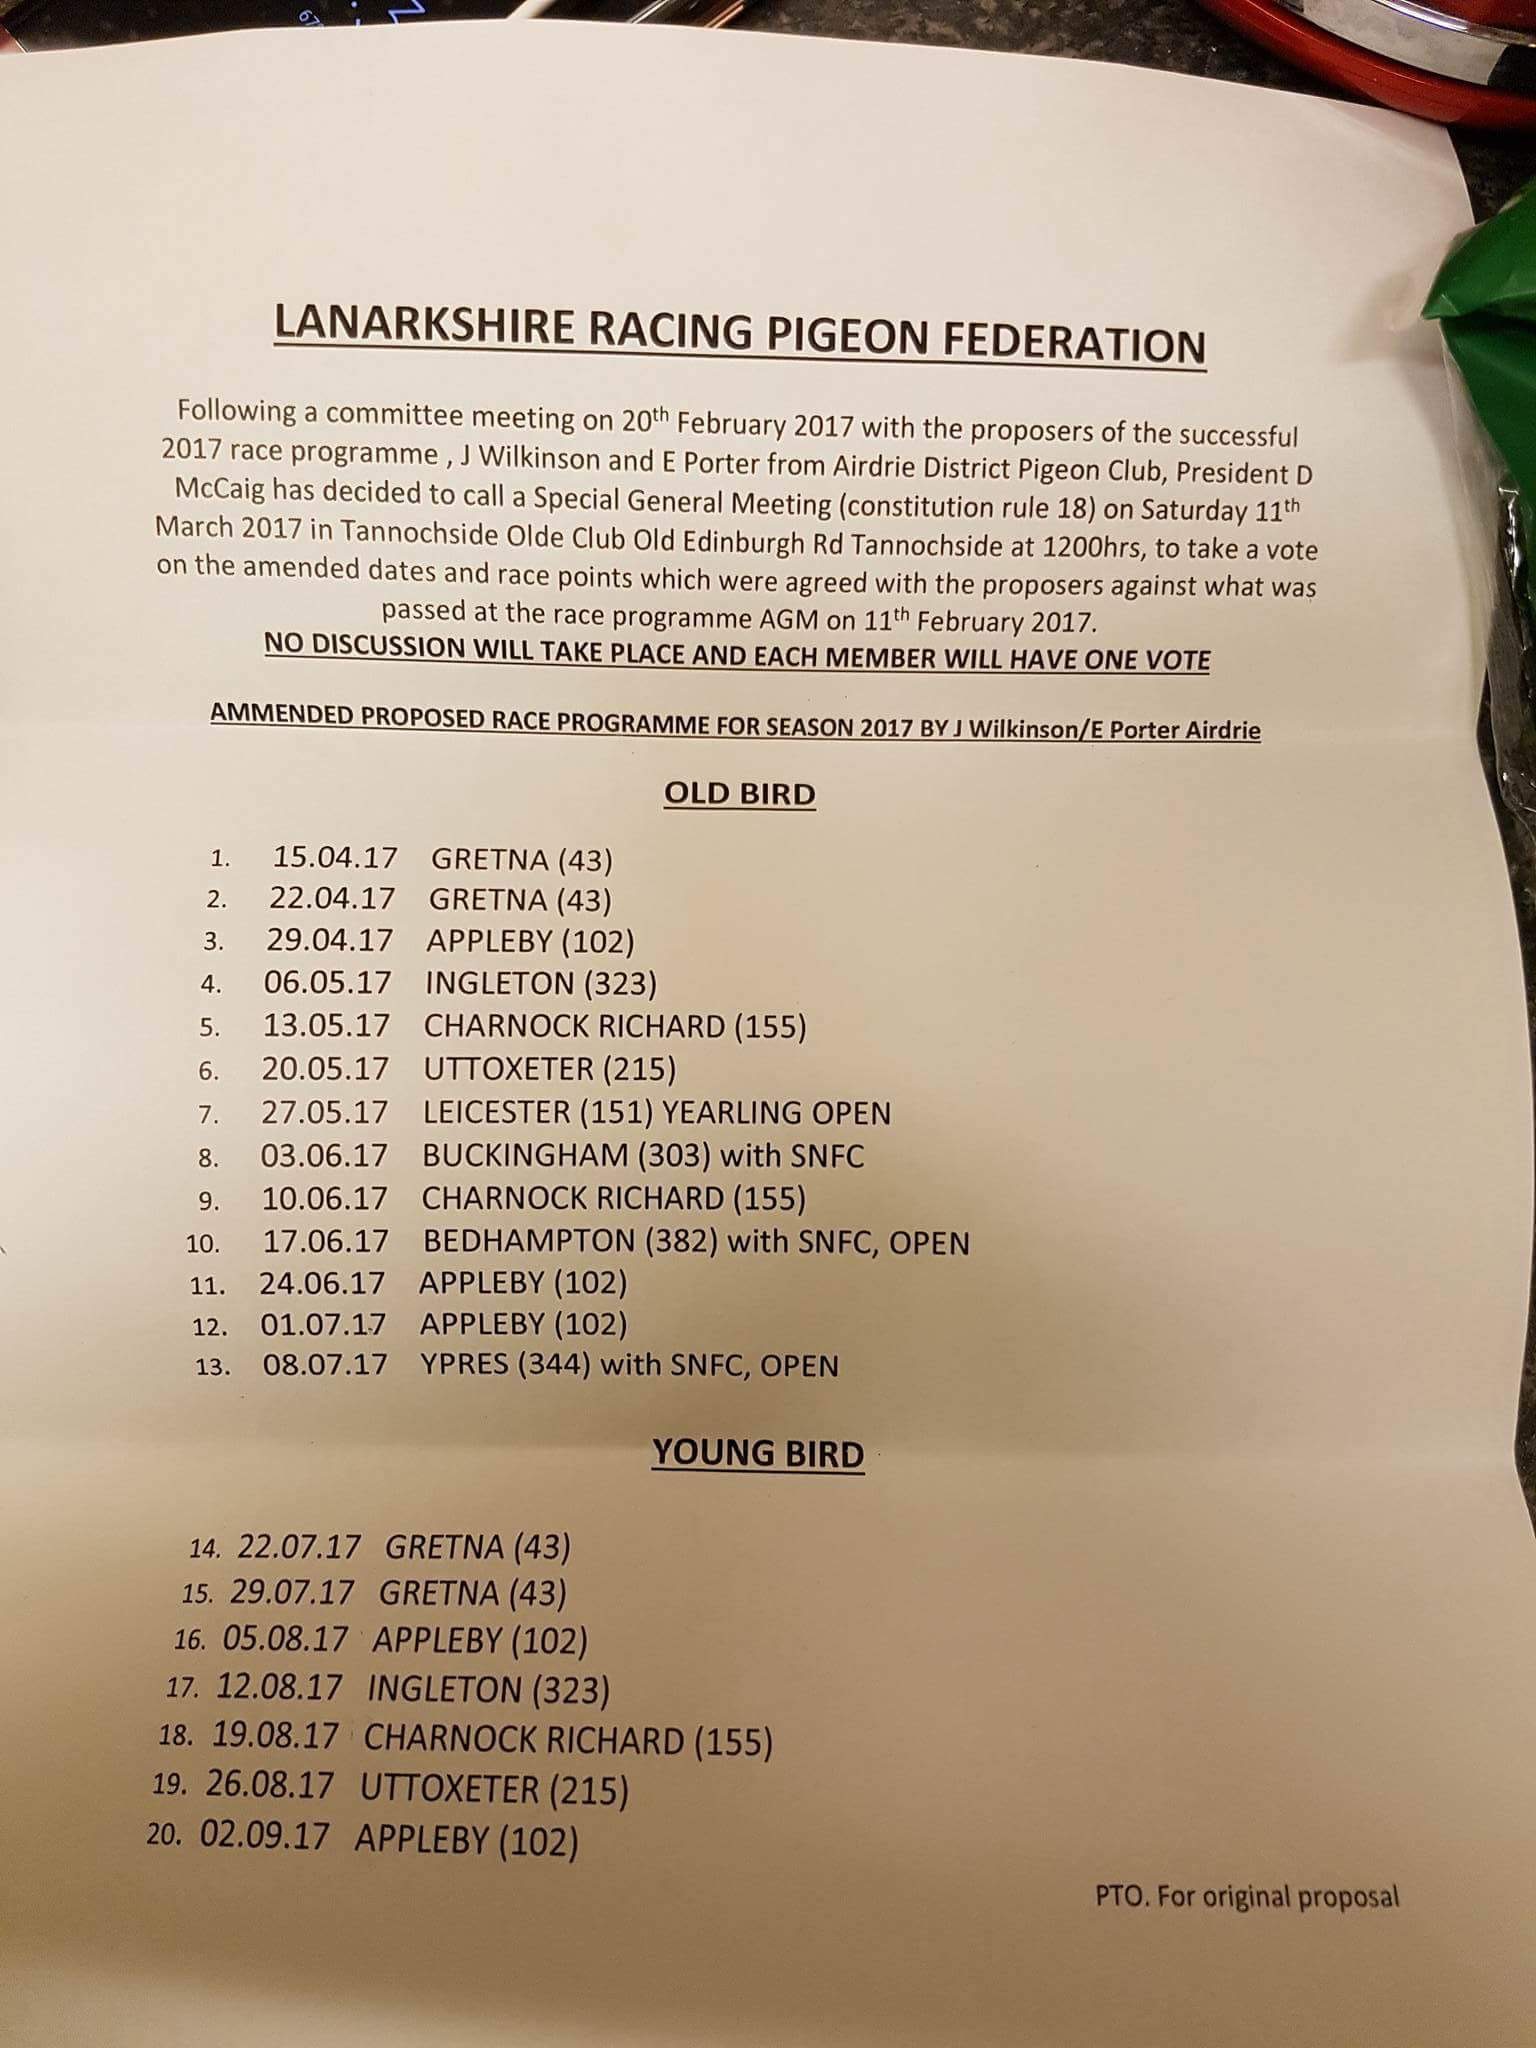 LANARKSHIRE RACING PIGEON FEDERATION
Following a committee meeting on 20th February 2017 with the proposers of the successful
2017 race programme , J Wilkinson and E Porter from Airdrie District Pigeon Club, President D
McCaig has decided to call a Special General Meeting (constitution rule 18) on Saturday 11th
March 2017 in Tannochside Olde Club Old Edinburgh Rd Tannochside at 1200hrs, to take a vote
on the amended dates and race points which were agreed with the proposers against what was
passed at the race programme AGM on 11th February 2017.
NO DISCUSSION WILL TAKE PLACE AND EACH MEMBER WILL HAVE ONE VOTE
AMMENDED PROPOSED RACE PROGRAMME FOR SEASON 2017 BY J Wilkinson/E Porter Airdrie
OLD BIRD
1. 15.04.17 GRETNA (43)
2. 22.04.17 GRETNA (43)
3. 29.04.17 APPLEBY (102)
4. 06.05.17 INGLETON (323)
5. 13.05.17 CHARNOCK RICHARD (155)
6. 20.05.17 UTTOXETER (215)
7. 27.05.17 LEICESTER (151) YEARLING OPEN
8. 03.06.17 BUCKINGHAM (303) with SNFC
9. 10.06.17 CHARNOCK RICHARD (155)
10. 17.06.17 BEDHAMPTON (382) with SNFC, OPEN
11. 24.06.17 APPLEBY (102)
12. 01.07.17 APPLEBY (102)
13. 08.07.17 YPRES (344) with SNFC, OPEN
YOUNG BIRD
14. 22.07.17 GRETNA (43)
15. 29.07.17 GRETNA (43)
16. 05.08.17 APPLEBY (102)
17. 12.08.17 INGLETON (323)
18. 19.08.17 CHARNOCK RICHARD (155)
19. 26.08.17 UTTOXETER (215)
20. 02.09.17 APPLEBY (102)
PTO. For original proposal